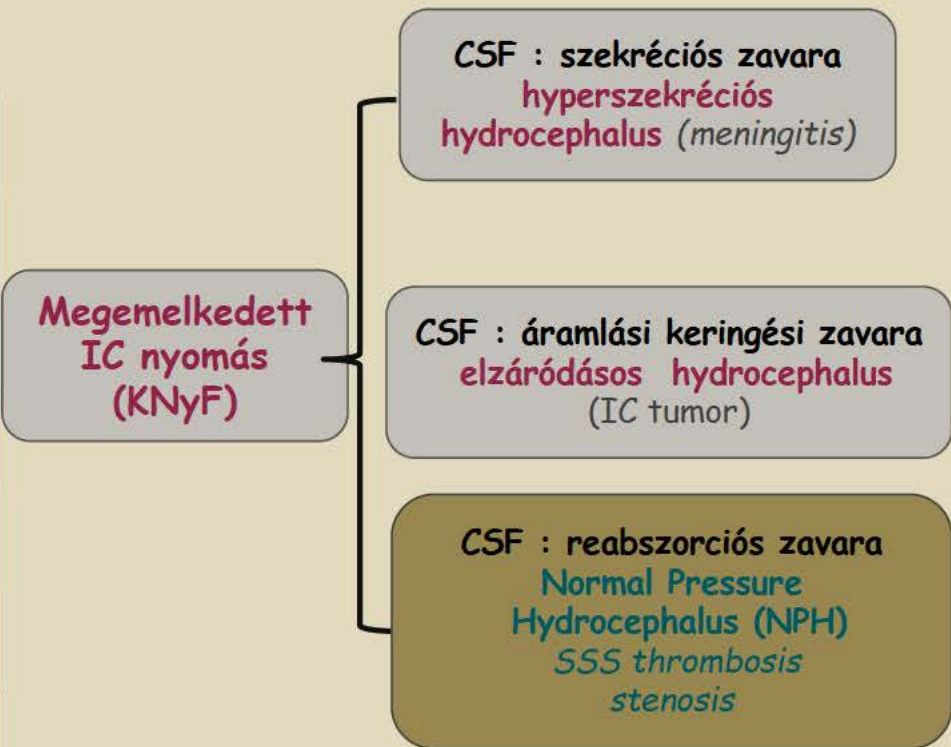 CSF : szekréciós zavara
hyperszekréciós
hydrocephalus (meningitis)
Megemelkedett
IC nyomás
(KNyF)
CSF : áramlási keringési zavara
elzáródásos hydrocephalus
(IC tumor)
CSF : reabszorciós zavara
Normal Pressure
Hydrocephalus (NPH)
SSS thrombosis
stenosis